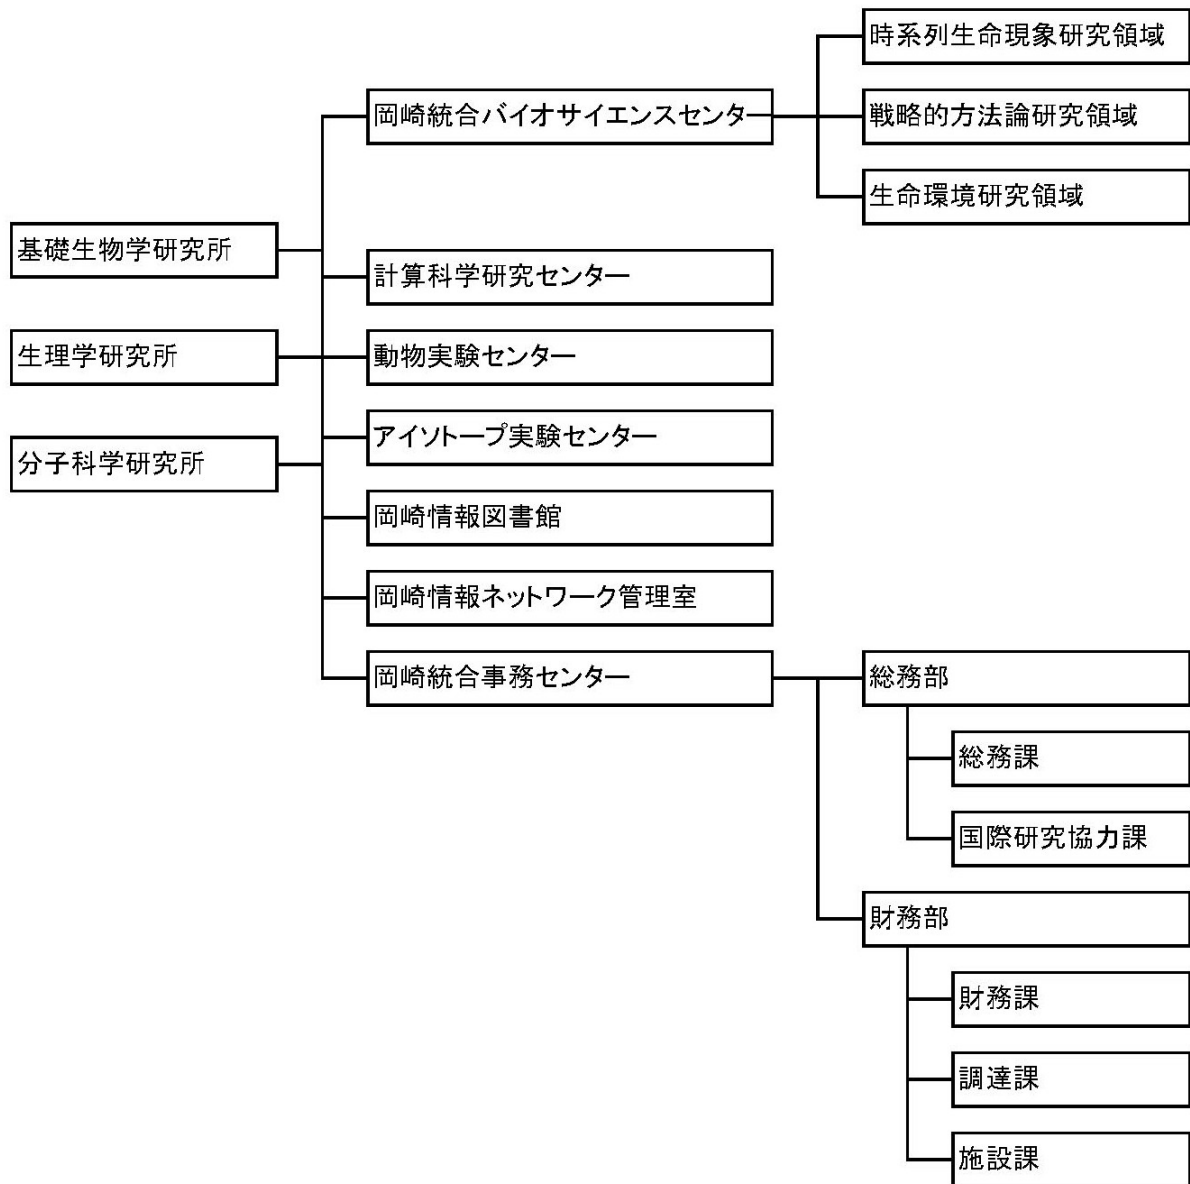 時系列生命現象研究領域
岡崎統合バイオサイエンスセンター
戦略的方法論研究領域
生命環境研究領域
基礎生物学研究所
計算科学研究センター
生理学研究所
動物実験センター
アイソトープ実験センター
分子科学研究所
岡崎情報図書館
岡崎情報ネットワーク管理室
岡崎統合事務センター
総務部
総務課
国際研究協力課
財務部
財務課
調達課
施設課